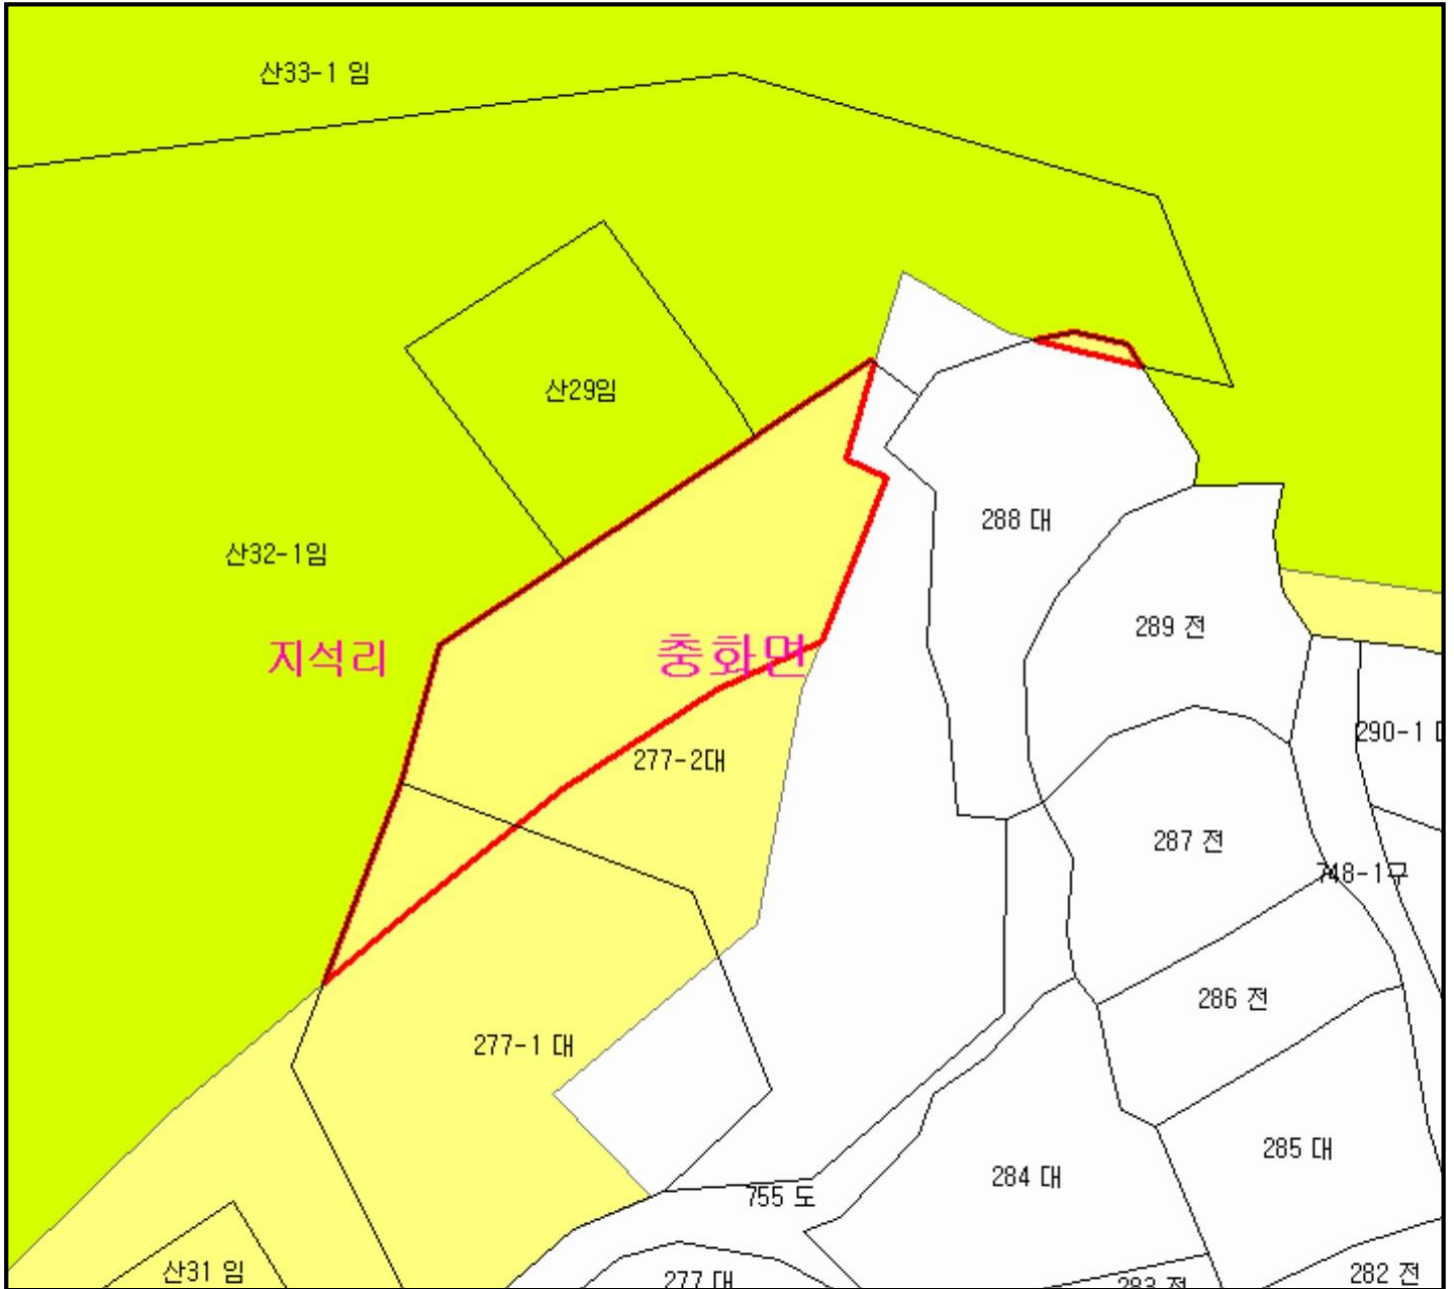 산33-1 임
산29임
288 대
산32-1임
289 전
지석리
충화면
290-1
277-2대
287 전
748-1구
286 전
277-1 대
285 대
284 대
755 도
산31 임
277 대
283 전
282 전